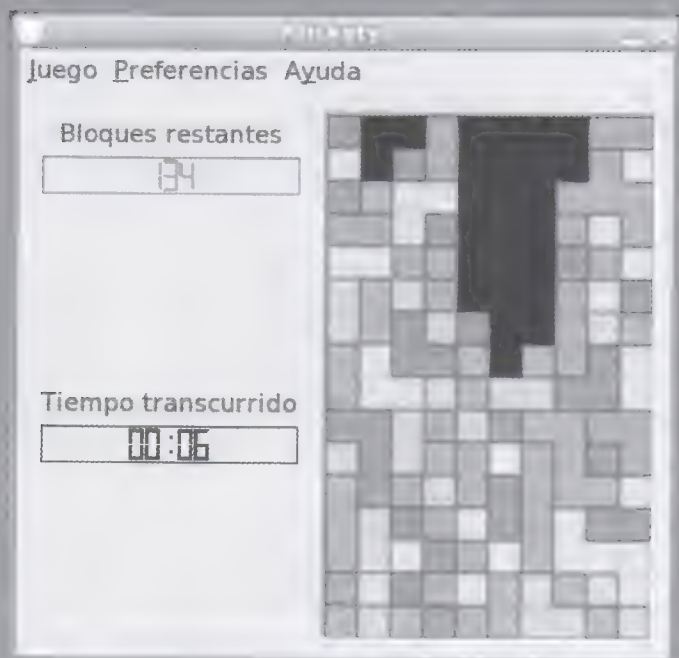 Juego Preferencias Ayuda
Bloques restantes
134
Tiempo transcurrido
00:06